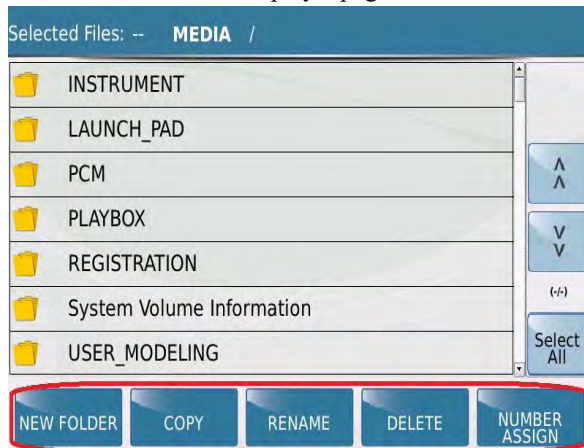 Selected Files: -- MEDIA /
INSTRUMENT
LAUNCH_PAD
PCM
PLAYBOX
REGISTRATION
System Volume Information
USER_MODELING
(-/-)
Select
All
NEW FOLDER COPY RENAME DELETE NUMBER
ASSIGN